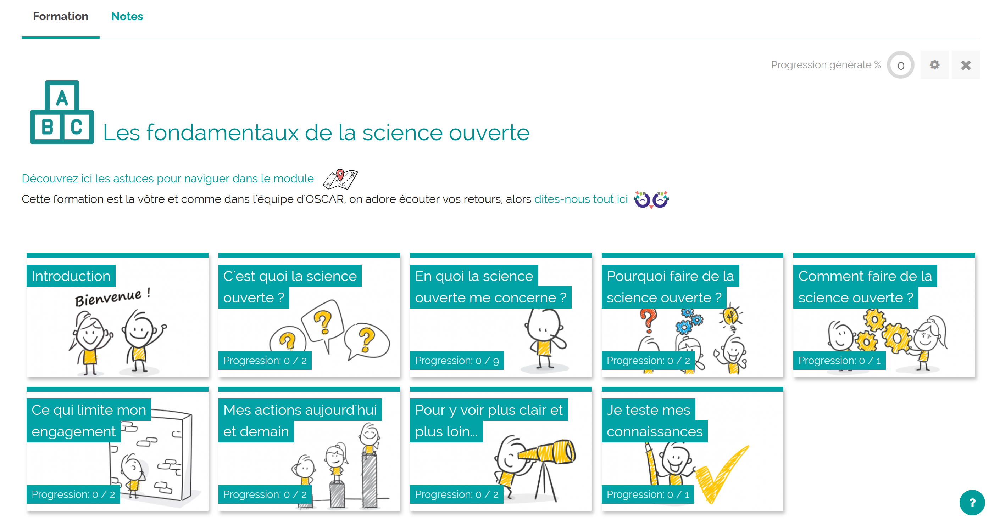 Formation Notes
Progression générale % 0
A
B C
Les fondamentaux de la science ouverte
Découvrez ici les astuces pour naviguer dans le module
Cette formation est la vôtre et comme dans l'équipe d'OSCAR, on adore écouter vos retours, alors dites-nous tout ici
Introduction
Bienvenue !
C'est quoi la science
ouverte ?
? ? ?
Progression: 0 / 2
En quoi la science
ouverte me concerne ?
Progression: 0 / 9
Pourquoi faire de la
science ouverte ?
?
Progression: 0 / 2
Comment faire de la
science ouverte ?
Progression: 0 / 1
Ce qui limite mon
engagement
Progression: 0 / 2
Mes actions aujourd'hui
et demain
Progression: 0 / 2
Pour y voir plus clair et
plus loin...
Progression: 0 / 2
Je teste mes
connaissances
Progression: 0 / 1
?